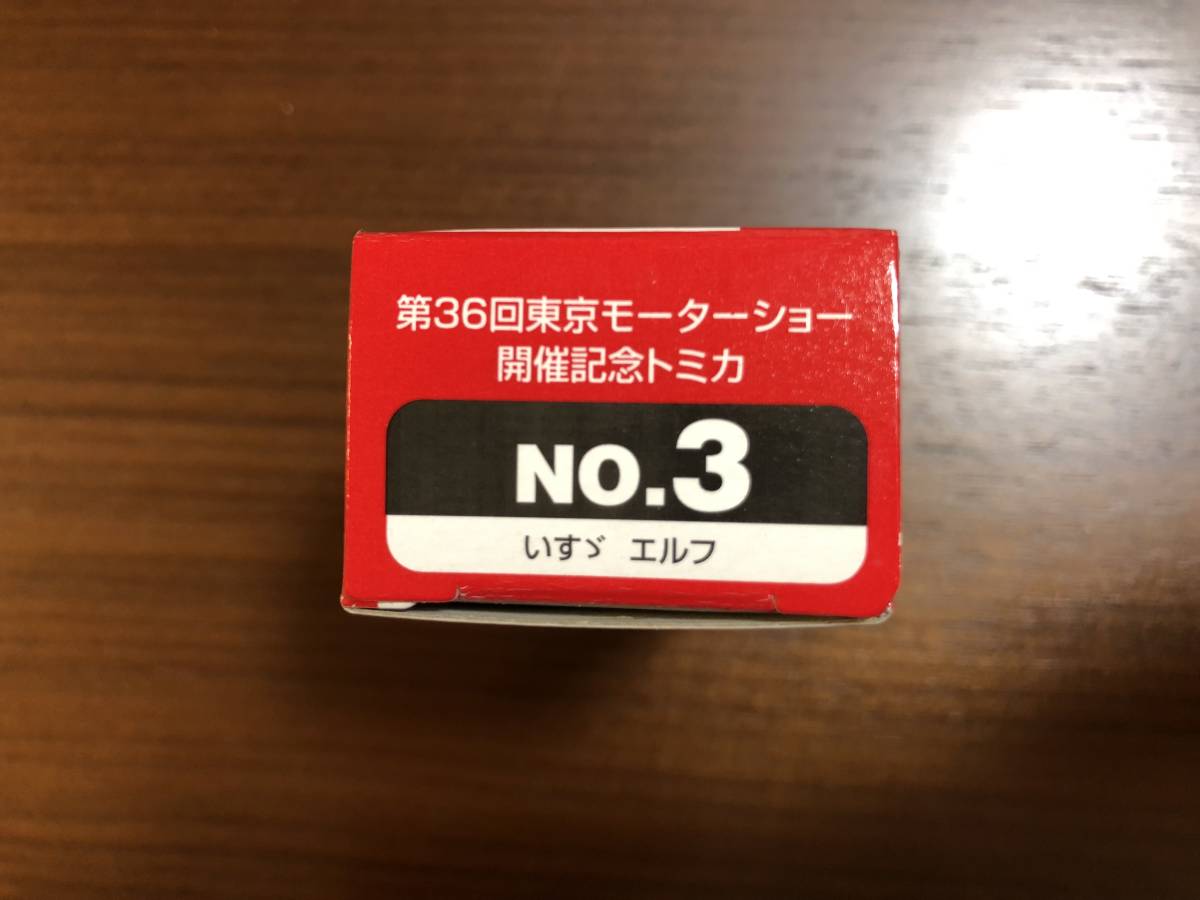 第36回東京モーターショー
開催記念トミカ
NO.3
いすゞ エルフ